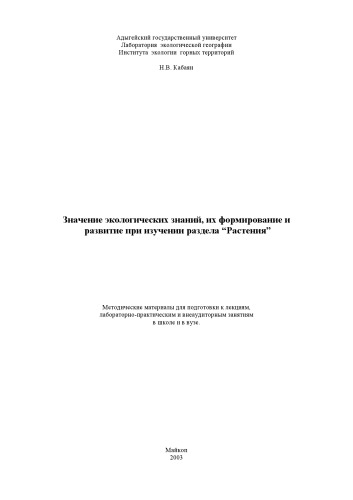 Адыгейский государственный университет
Лаборатория экологической географии
Института экологии горных территорий
Н.В. Кабаян
Значение экологических знаний, их формирование и
развитие при изучении раздела “Растения”
Методические материалы для подготовки к лекциям,
лабораторно-практическим и внеаудиторным занятиям
в школе и в вузе.
Майкоп
2003